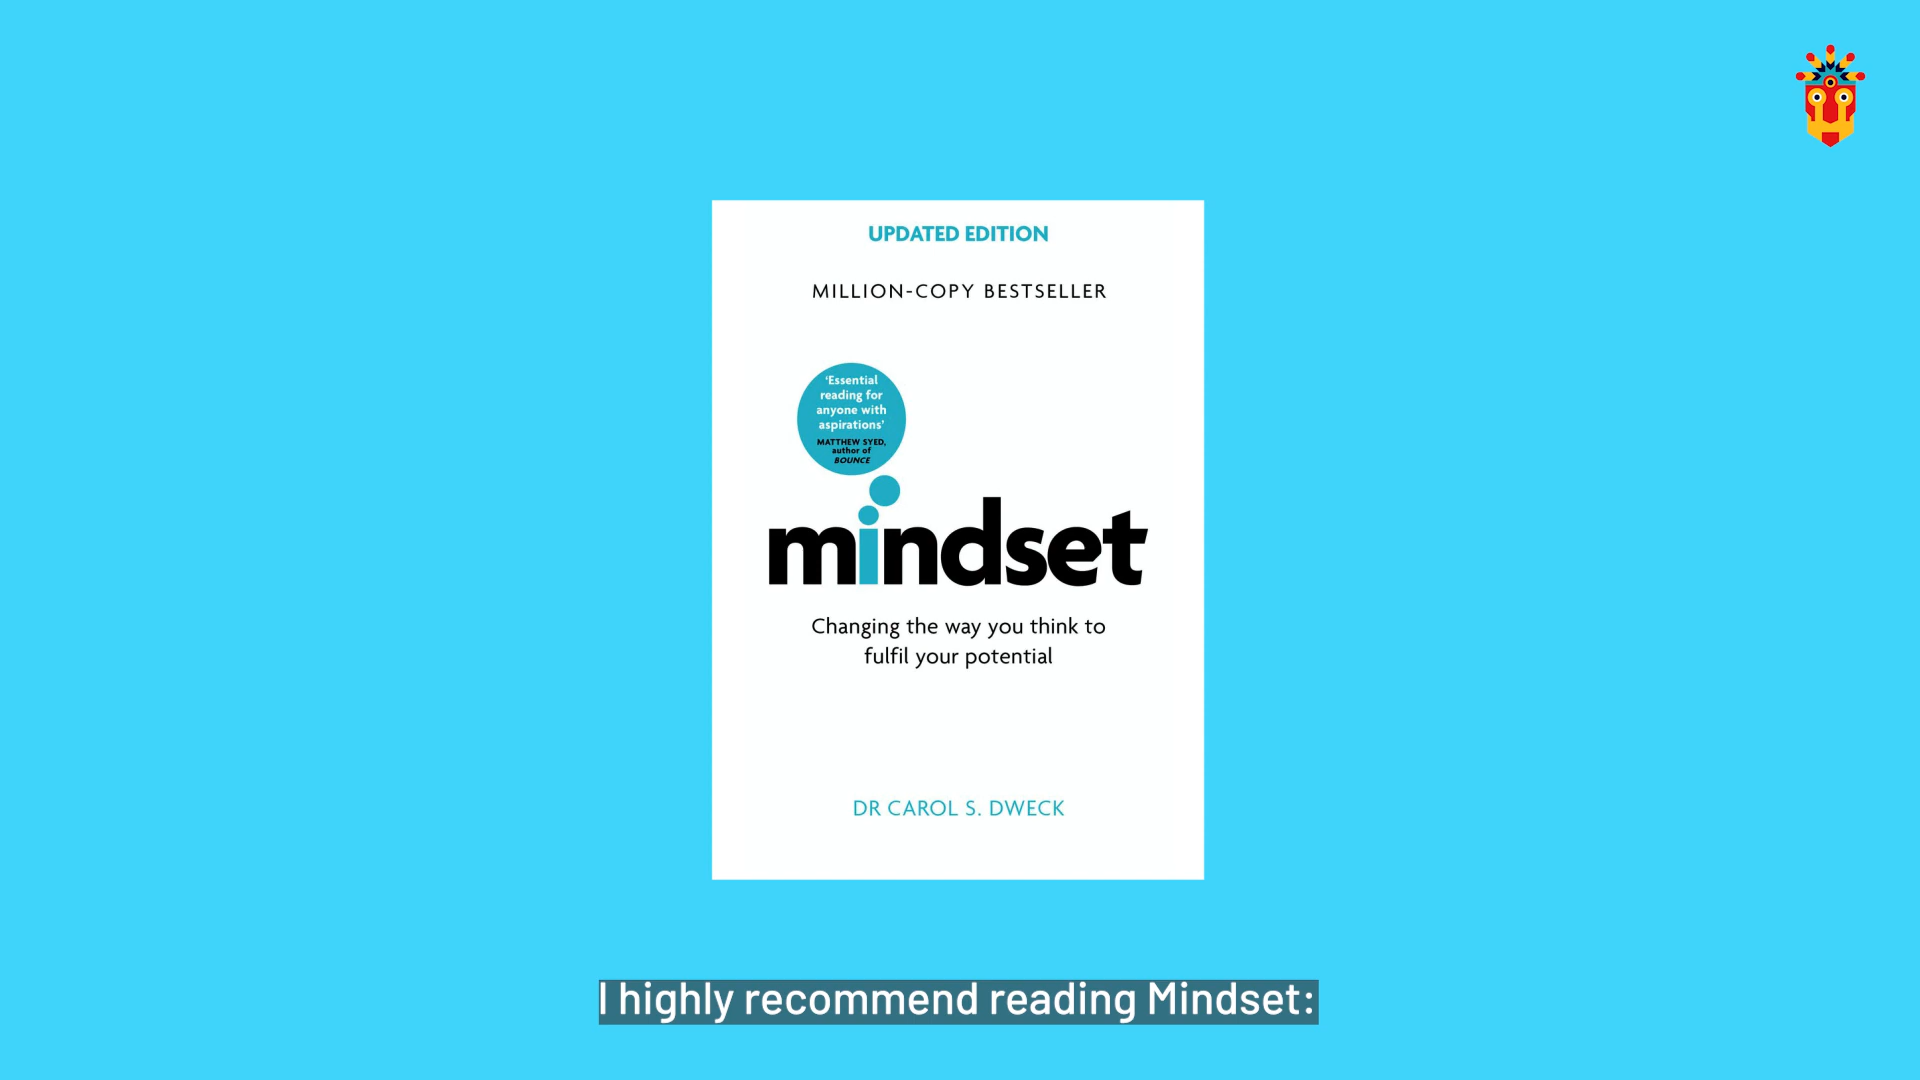 UPDATED EDITION
MILLION-COPY BESTSELLER
‘Essential
reading for
anyone with
aspirations’
MATTHEW SYED,
author of
BOUNCE
mindset
Changing the way you think to
fulfil your potential
DR CAROL S. DWECK
I highly recommend reading Mindset: